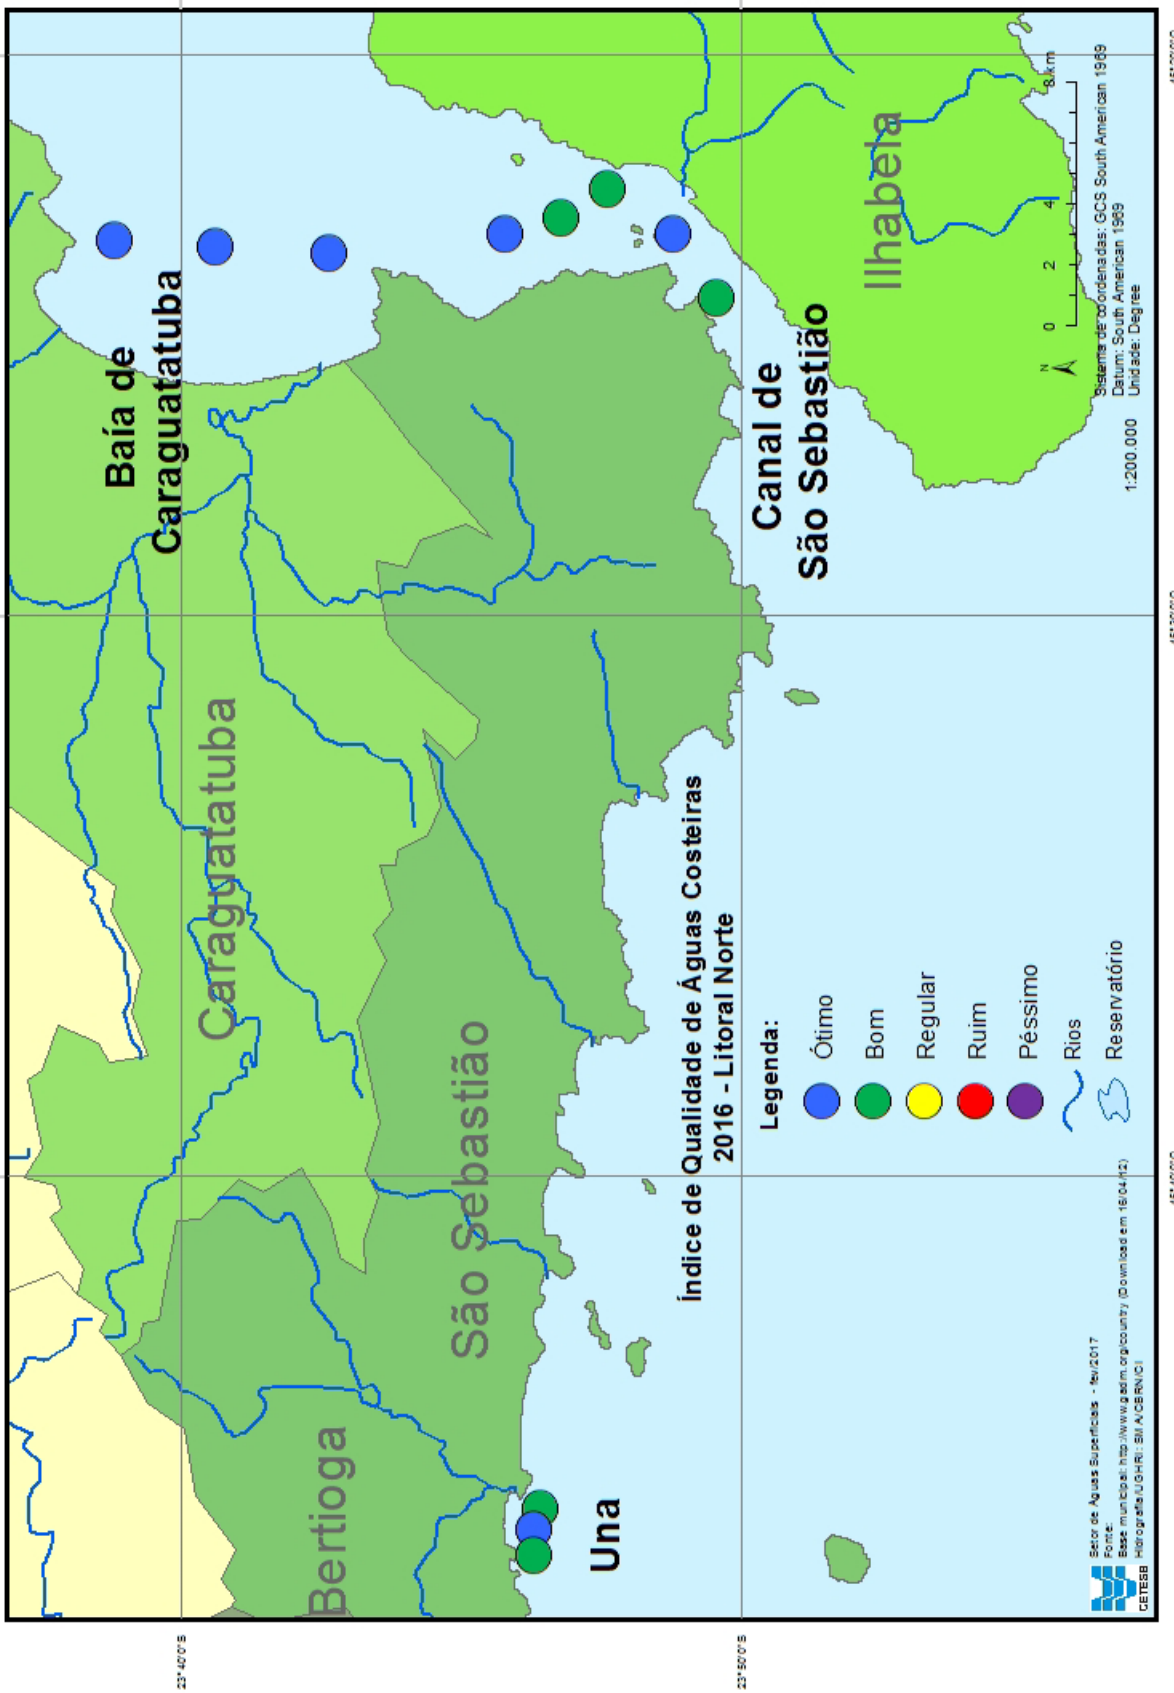 Baía de
Caraguatatuba
Caraguatatuba
Ilhabela
São Sebastião
Bertioga
Canal de
São Sebastião
Una
Índice de Qualidade de Águas Costeiras
2016 - Litoral Norte
Legenda:
Ótimo
Bom
Regular
Ruim
Péssimo
Rios
Reservatório
N
0 2 4 8 km
1:200.000
Sistema de coordenadas: GCS South American 1969
Datum: South American 1969
Unidade: Degree
CETESB
Setor de Águas Superficiais - fev/2017
Fonte:
Base municipal: http://www.gadm.org/country (Download em 16/04/12)
Hidrografia/UGHRI: SMA/CBRN/CI
23°40'0"S
23°50'0"S